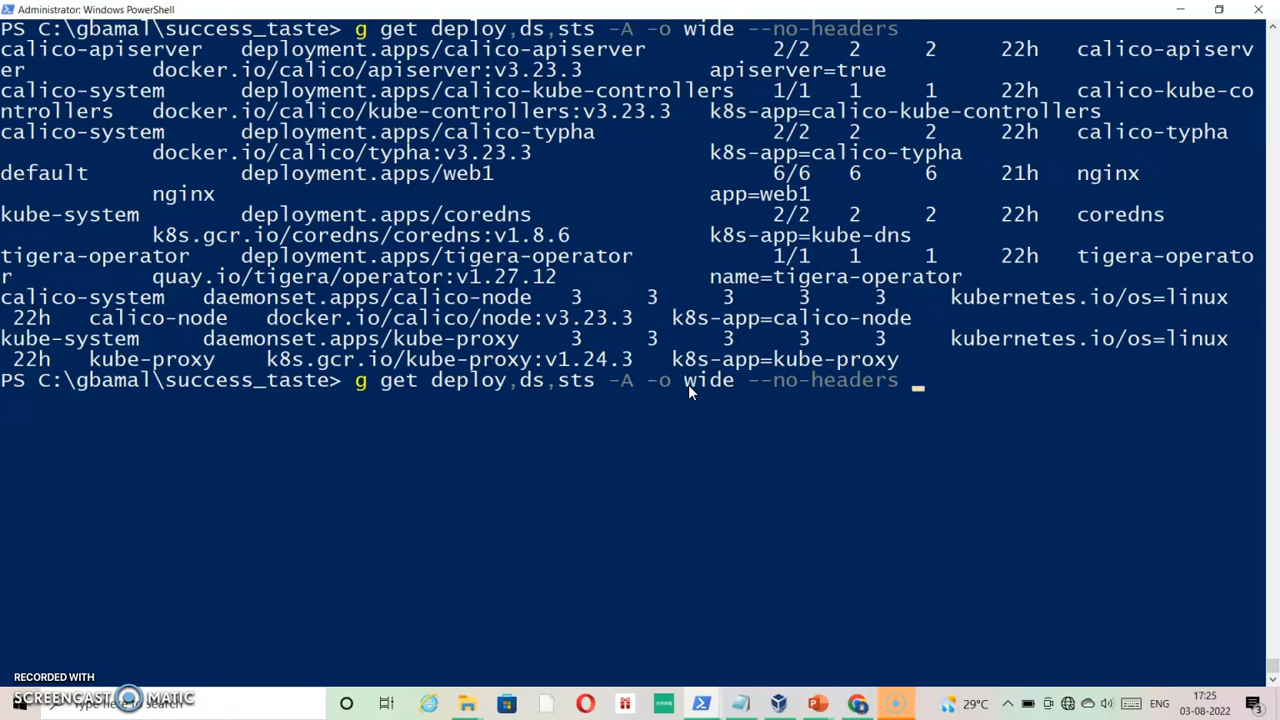 Administrator: Windows PowerShell
PS C:\gbamal\success_taste> g get deploy,ds,sts -A -o wide --no-headers
calico-apiserver deployment.apps/calico-apiserver 2/2 2 2 22h calico-apiserv
er docker.io/calico/apiserver:v3.23.3 apiserver=true
calico-system deployment.apps/calico-kube-controllers 1/1 1 1 22h calico-kube-co
ntrollers docker.io/calico/kube-controllers:v3.23.3 k8s-app=calico-kube-controllers
calico-system deployment.apps/calico-typha 2/2 2 2 22h calico-typha
docker.io/calico/typha:v3.23.3 k8s-app=calico-typha
default deployment.apps/web1 6/6 6 6 21h nginx
nginx app=web1
kube-system deployment.apps/coredns 2/2 2 2 22h coredns
k8s.gcr.io/coredns/coredns:v1.8.6 k8s-app=kube-dns
tigera-operator deployment.apps/tigera-operator 1/1 1 1 22h tigera-operato
r quay.io/tigera/operator:v1.27.12 name=tigera-operator
calico-system daemonset.apps/calico-node 3 3 3 3 3 kubernetes.io/os=linux
22h calico-node docker.io/calico/node:v3.23.3 k8s-app=calico-node
kube-system daemonset.apps/kube-proxy 3 3 3 3 3 kubernetes.io/os=linux
22h kube-proxy k8s.gcr.io/kube-proxy:v1.24.3 k8s-app=kube-proxy
PS C:\gbamal\success_taste> g get deploy,ds,sts -A -o wide --no-headers
RECORDED WITH
SCREENCAST MATIC
29°C ENG 17:25
03-08-2022 3